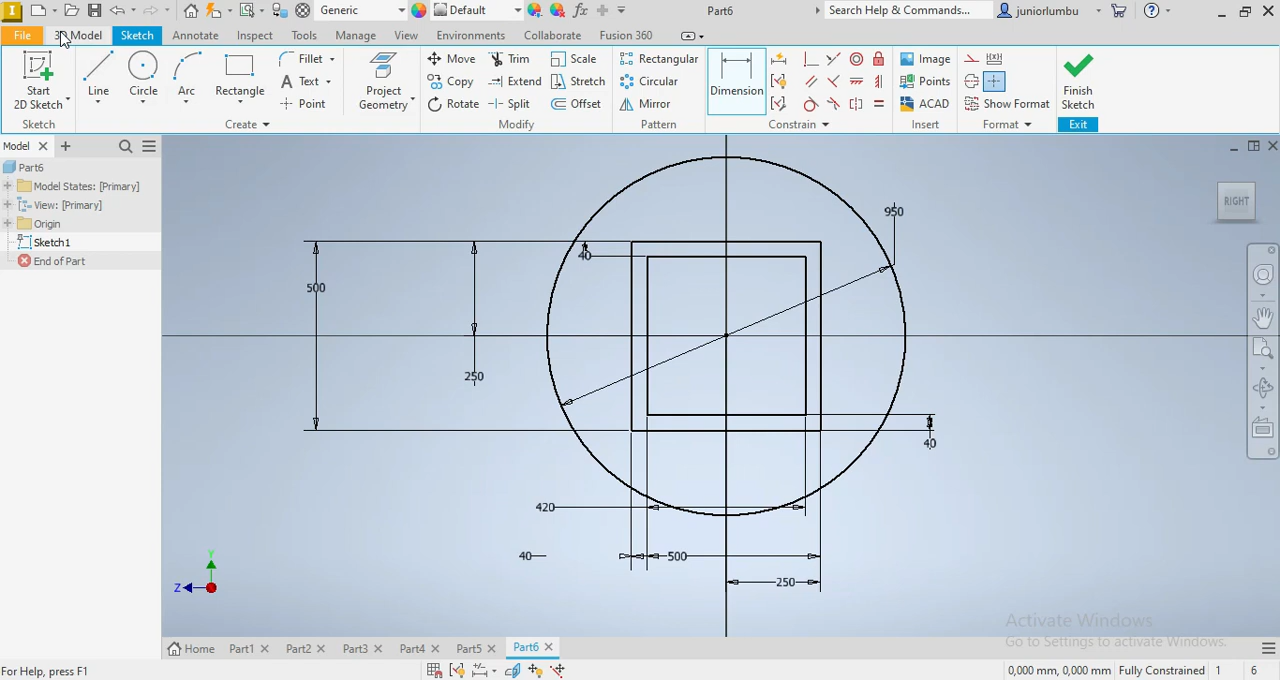 Generic
Default
fx
Part6
Search Help & Commands...
juniorlumbu
File
3D Model
Sketch
Annotate
Inspect
Tools
Manage
View
Environments
Collaborate
Fusion 360
Start
2D Sketch
Line
Circle
Arc
Rectangle
Fillet
Text
Point
Project
Geometry
Move
Trim
Scale
Copy
Extend
Stretch
Rotate
Split
Offset
Rectangular
Circular
Mirror
Dimension
Image
Points
ACAD
Show Format
Finish
Sketch
Sketch
Create
Modify
Pattern
Constrain
Insert
Format
Exit
Model
Part6
Model States: [Primary]
View: [Primary]
Origin
Sketch1
End of Part
RIGHT
950
40
500
250
40
420
40
500
250
Y
Z
Activate Windows
Go to Settings to activate Windows.
Home
Part1
Part2
Part3
Part4
Part5
Part6
For Help, press F1
0,000 mm, 0,000 mm
Fully Constrained
1
6